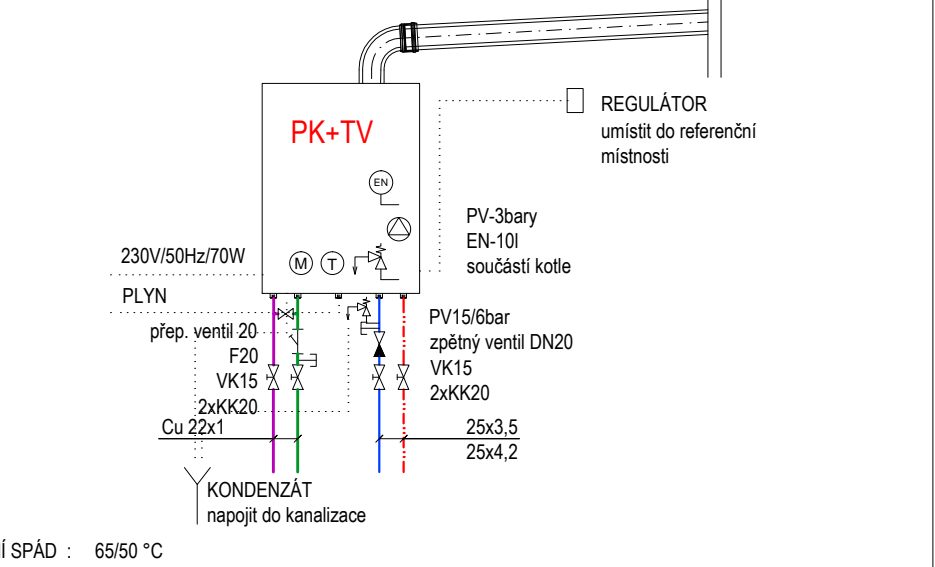 REGULÁTOR
umístit do referenční
místnosti
PK+TV
EN
PV-3bary
EN-10l
součástí kotle
230V/50Hz/70W
M
T
PLYN
přep. ventil 20
F20
VK15
2xKK20
Cu 22x1
PV15/6bar
zpětný ventil DN20
VK15
2xKK20
25x3,5
25x4,2
KONDENZÁT
napojit do kanalizace
Í SPÁD : 65/50 °C